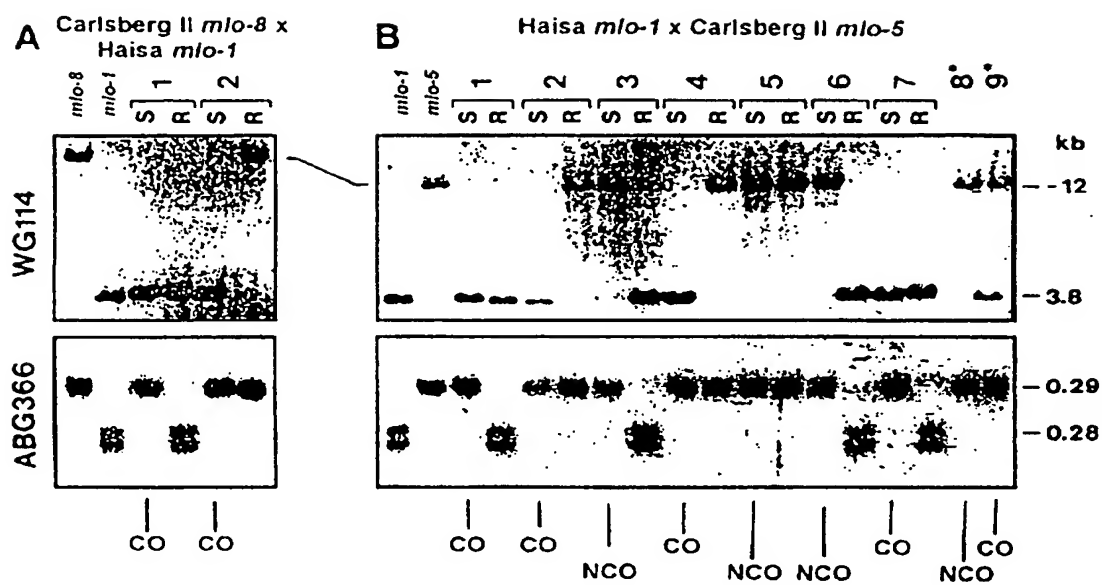 A
Carlsberg II mlo-8 x
Haisa mlo-1
B
Haisa mlo-1 x Carlsberg II mlo-5
mlo-8 mlo-1 1 2
S R S R
mlo-1 mlo-5 1 2 3 4 5 6 7 8* 9*
S R S R S R S R S R S R S R
kb
WG114
-12
3.8
ABG366
0.29
0.28
CO CO
CO CO NCO CO NCO NCO CO NCO CO